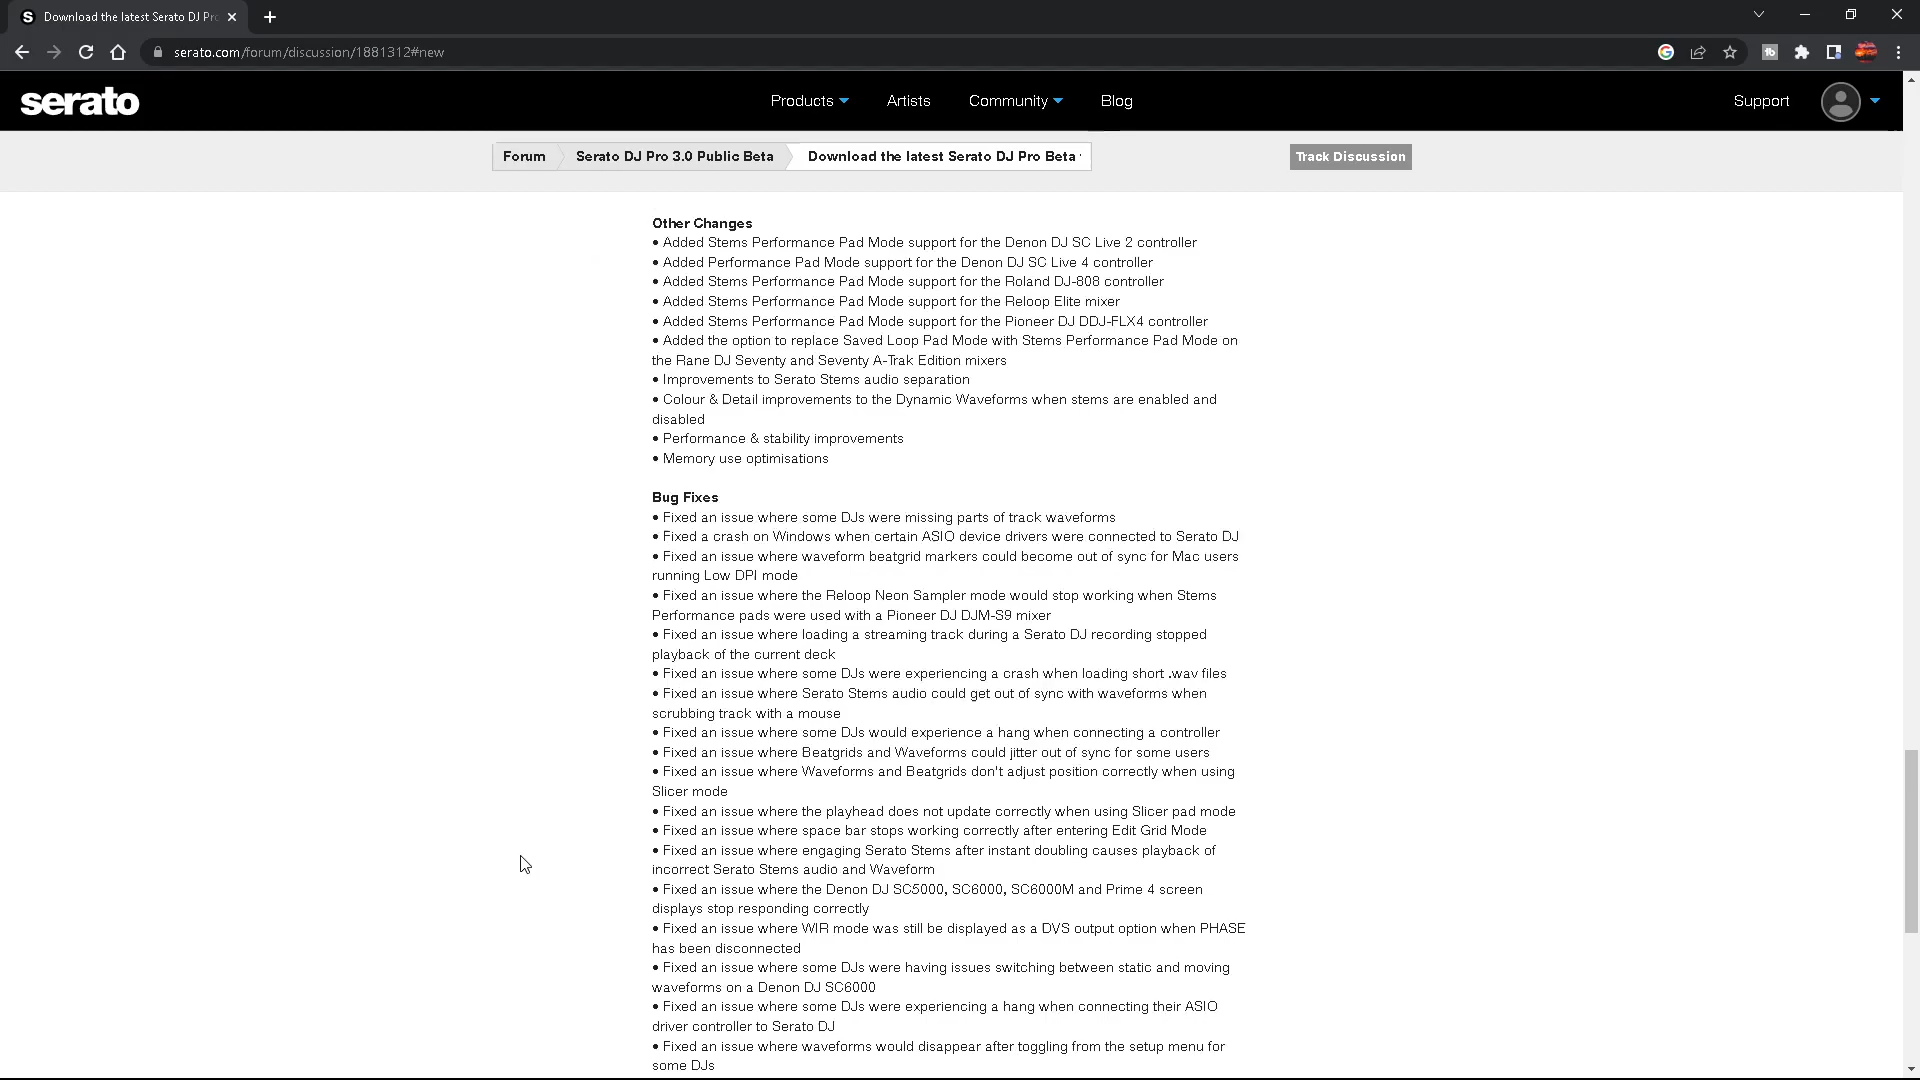 Download the latest Serato DJ Pro
serato.com/forum/discussion/1881312#new
serato
Products
Artists
Community
Blog
Support
Forum
Serato DJ Pro 3.0 Public Beta
Download the latest Serato DJ Pro Beta
Track Discussion
Other Changes
• Added Stems Performance Pad Mode support for the Denon DJ SC Live 2 controller
• Added Performance Pad Mode support for the Denon DJ SC Live 4 controller
• Added Stems Performance Pad Mode support for the Roland DJ-808 controller
• Added Stems Performance Pad Mode support for the Reloop Elite mixer
• Added Stems Performance Pad Mode support for the Pioneer DJ DDJ-FLX4 controller
• Added the option to replace Saved Loop Pad Mode with Stems Performance Pad Mode on
the Rane DJ Seventy and Seventy A-Trak Edition mixers
• Improvements to Serato Stems audio separation
• Colour & Detail improvements to the Dynamic Waveforms when stems are enabled and
disabled
• Performance & stability improvements
• Memory use optimisations
Bug Fixes
• Fixed an issue where some DJs were missing parts of track waveforms
• Fixed a crash on Windows when certain ASIO device drivers were connected to Serato DJ
• Fixed an issue where waveform beatgrid markers could become out of sync for Mac users
running Low DPI mode
• Fixed an issue where the Reloop Neon Sampler mode would stop working when Stems
Performance pads were used with a Pioneer DJ DJM-S9 mixer
• Fixed an issue where loading a streaming track during a Serato DJ recording stopped
playback of the current deck
• Fixed an issue where some DJs were experiencing a crash when loading short .wav files
• Fixed an issue where Serato Stems audio could get out of sync with waveforms when
scrubbing track with a mouse
• Fixed an issue where some DJs would experience a hang when connecting a controller
• Fixed an issue where Beatgrids and Waveforms could jitter out of sync for some users
• Fixed an issue where Waveforms and Beatgrids don't adjust position correctly when using
Slicer mode
• Fixed an issue where the playhead does not update correctly when using Slicer pad mode
• Fixed an issue where space bar stops working correctly after entering Edit Grid Mode
• Fixed an issue where engaging Serato Stems after instant doubling causes playback of
incorrect Serato Stems audio and Waveform
• Fixed an issue where the Denon DJ SC5000, SC6000, SC6000M and Prime 4 screen
displays stop responding correctly
• Fixed an issue where WIR mode was still be displayed as a DVS output option when PHASE
has been disconnected
• Fixed an issue where some DJs were having issues switching between static and moving
waveforms on a Denon DJ SC6000
• Fixed an issue where some DJs were experiencing a hang when connecting their ASIO
driver controller to Serato DJ
• Fixed an issue where waveforms would disappear after toggling from the setup menu for
some DJs